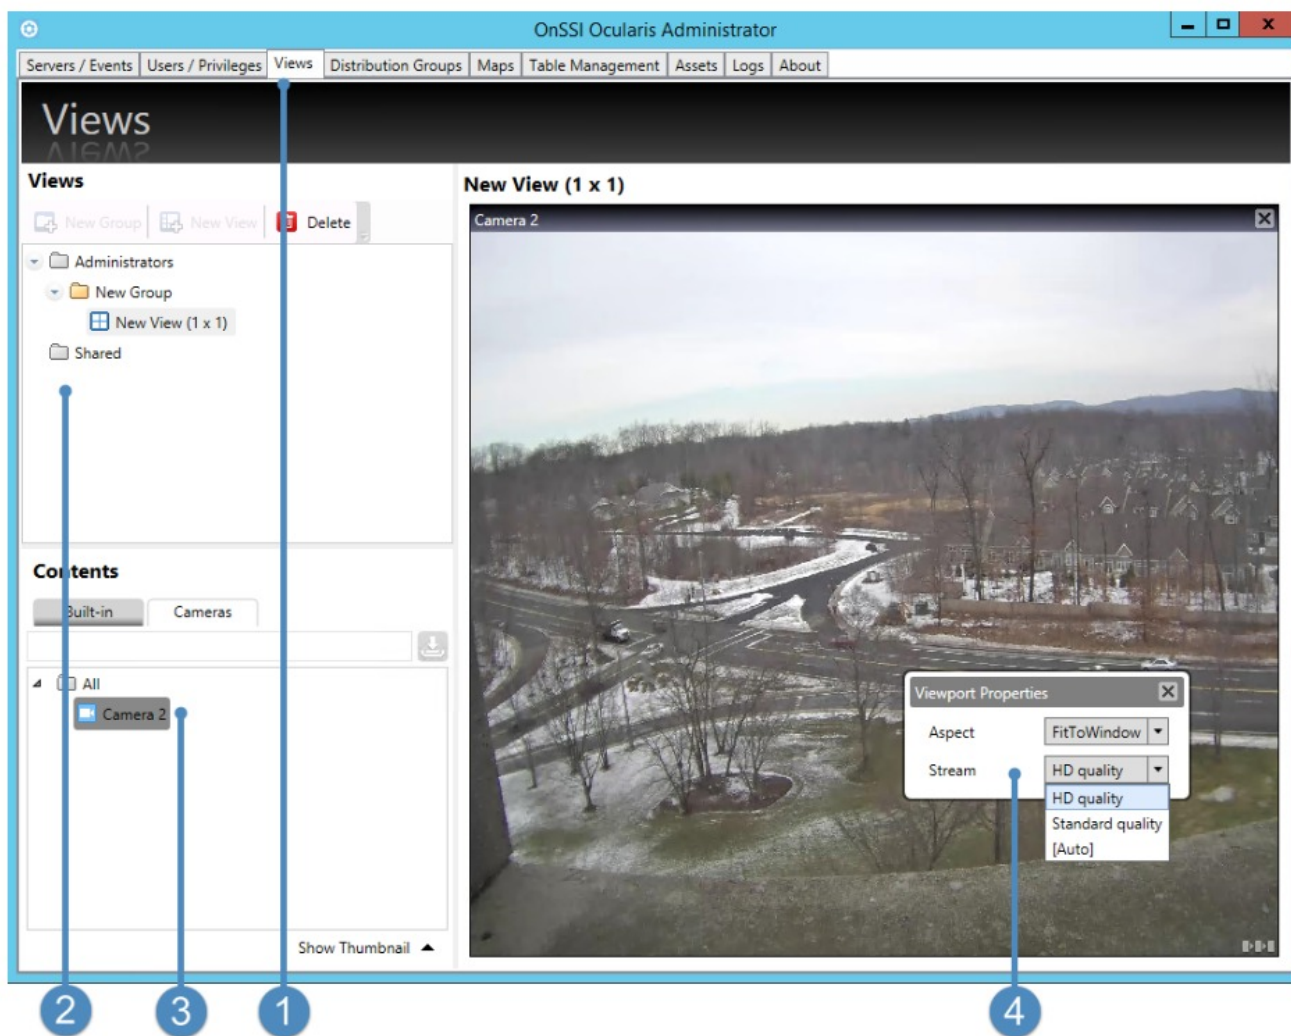 OnSSI Ocularis Administrator
Servers / Events Users / Privileges Views Distribution Groups Maps Table Management Assets Logs About
Views
Views
New Group New View Delete
Administrators
New Group
New View (1 x 1)
Shared
Contents
Built-in Cameras
All
Camera 2
Show Thumbnail
New View (1 x 1)
Camera 2
Viewport Properties
Aspect FitToWindow
Stream HD quality
HD quality
Standard quality
[Auto]
2 3 1 4